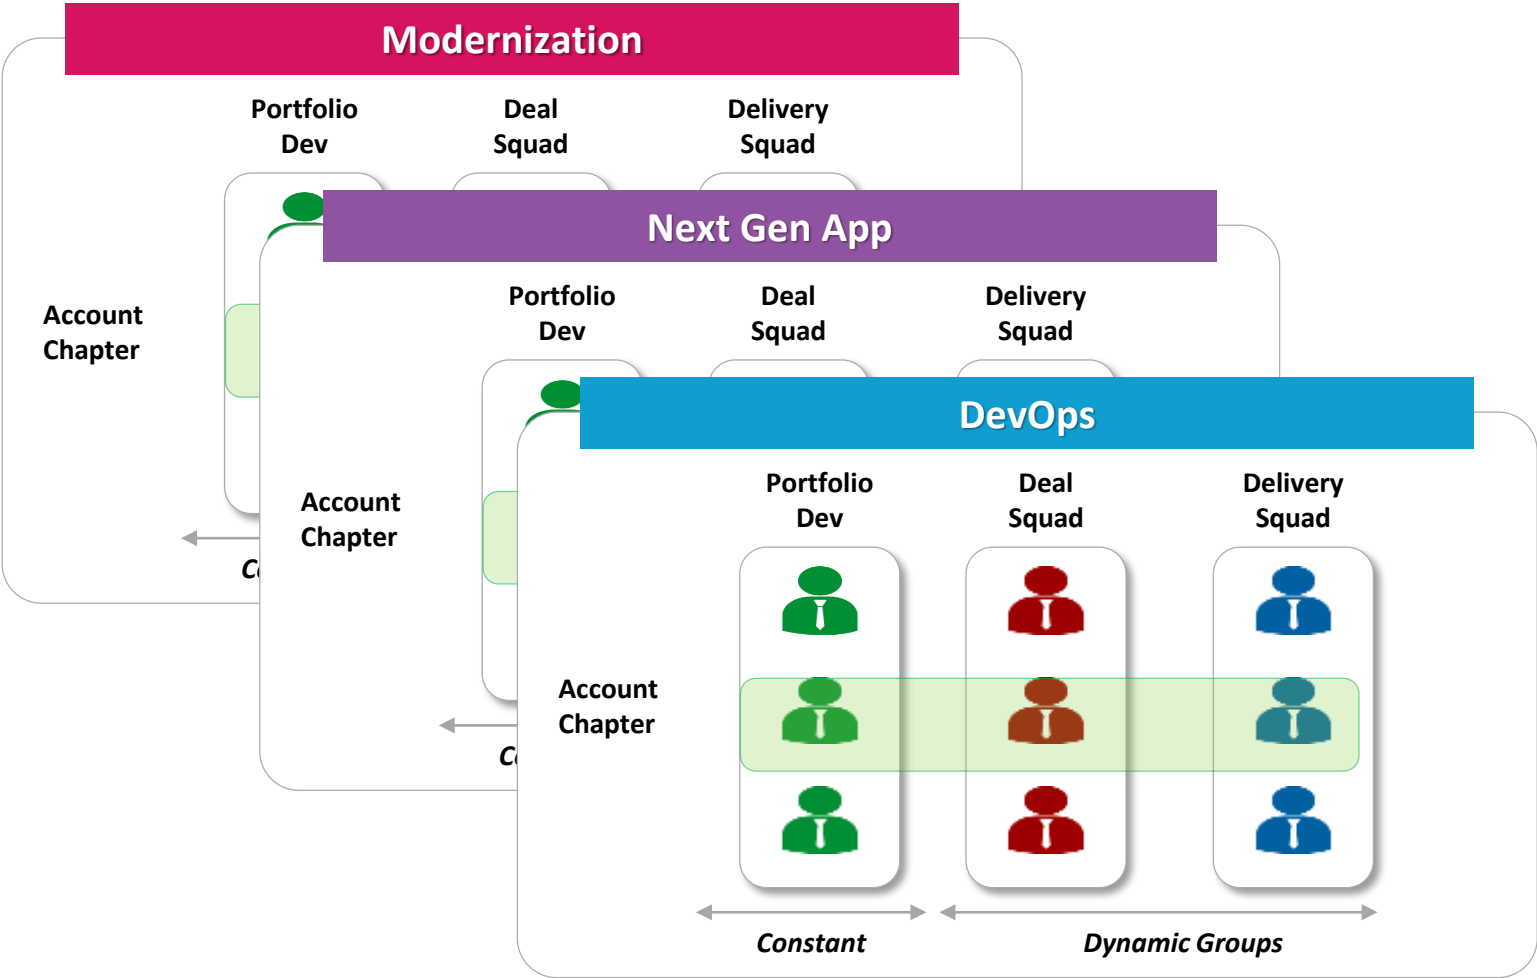 Modernization
Portfolio
Dev
Deal
Squad
Delivery
Squad
Account
Chapter
Next Gen App
Portfolio
Dev
Deal
Squad
Delivery
Squad
Account
Chapter
DevOps
Portfolio
Dev
Deal
Squad
Delivery
Squad
Account
Chapter
Constant
Dynamic Groups